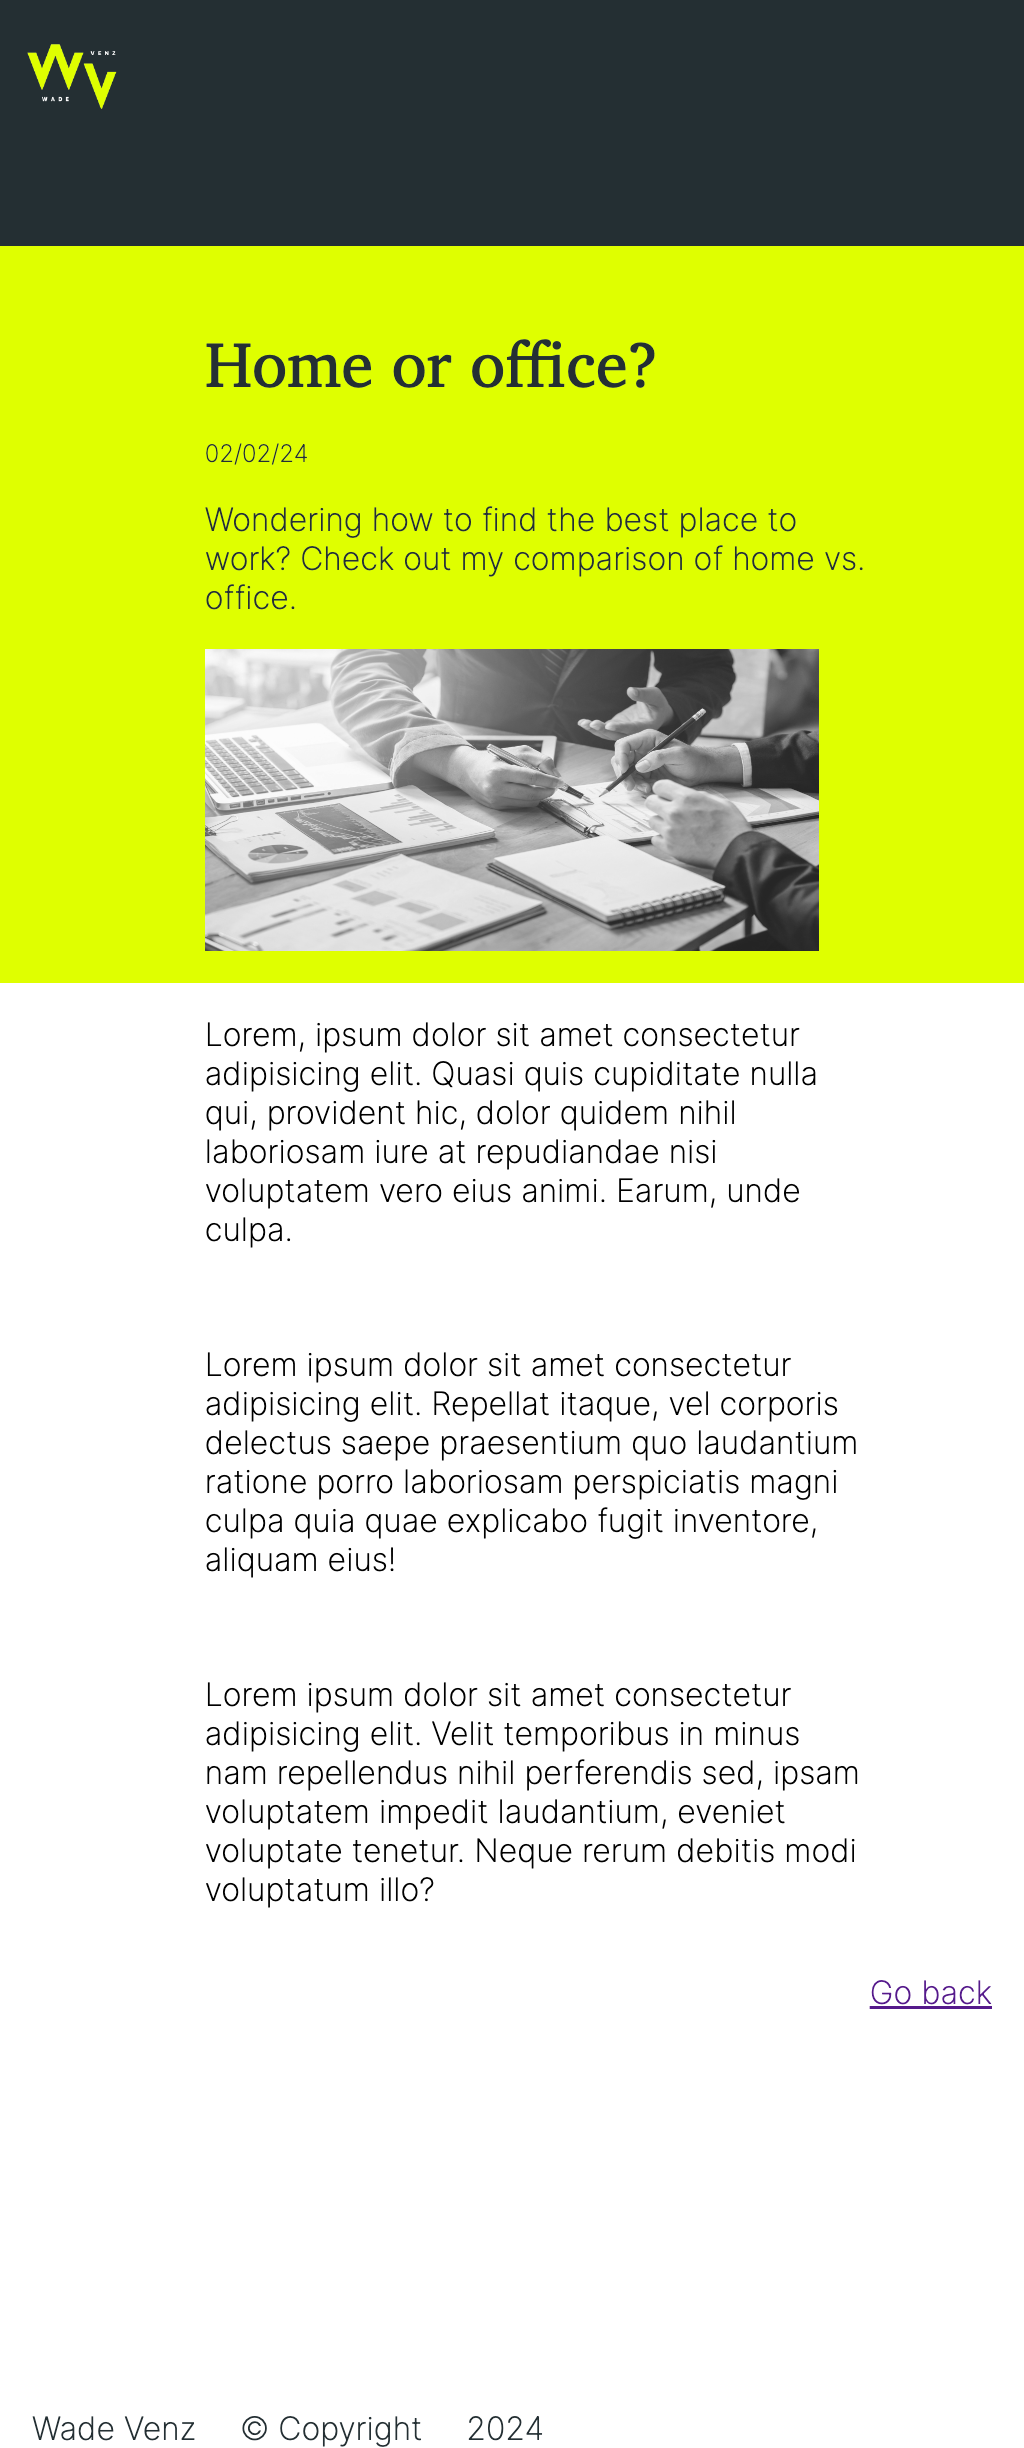 WV
VENZ
WADE
Home or office?
02/02/24
Wondering how to find the best place to
work? Check out my comparison of home vs.
office.
Lorem, ipsum dolor sit amet consectetur
adipisicing elit. Quasi quis cupiditate nulla
qui, provident hic, dolor quidem nihil
laboriosam iure at repudiandae nisi
voluptatem vero eius animi. Earum, unde
culpa.
Lorem ipsum dolor sit amet consectetur
adipisicing elit. Repellat itaque, vel corporis
delectus saepe praesentium quo laudantium
ratione porro laboriosam perspiciatis magni
culpa quia quae explicabo fugit inventore,
aliquam eius!
Lorem ipsum dolor sit amet consectetur
adipisicing elit. Velit temporibus in minus
nam repellendus nihil perferendis sed, ipsam
voluptatem impedit laudantium, eveniet
voluptate tenetur. Neque rerum debitis modi
voluptatum illo?
Go back
Wade Venz © Copyright 2024